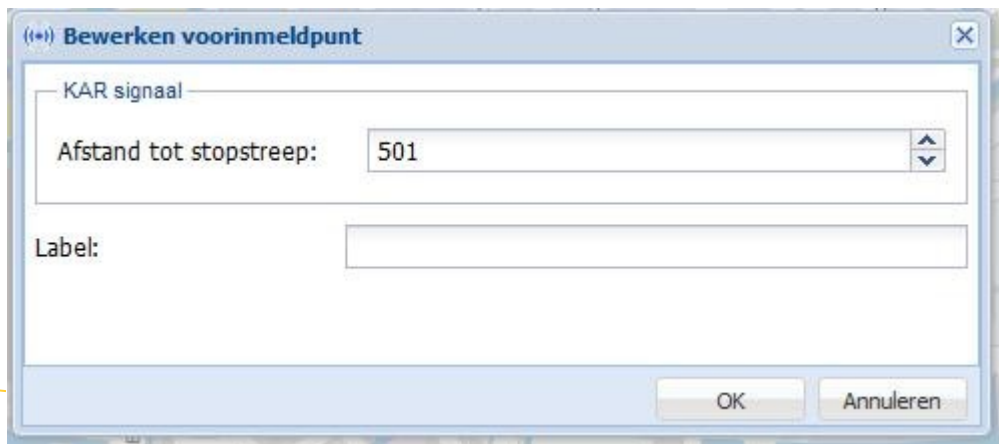 Bewerken voorinmeldpunt
KAR signaal
Afstand tot stopstreep: 501
Label:
OK Annuleren